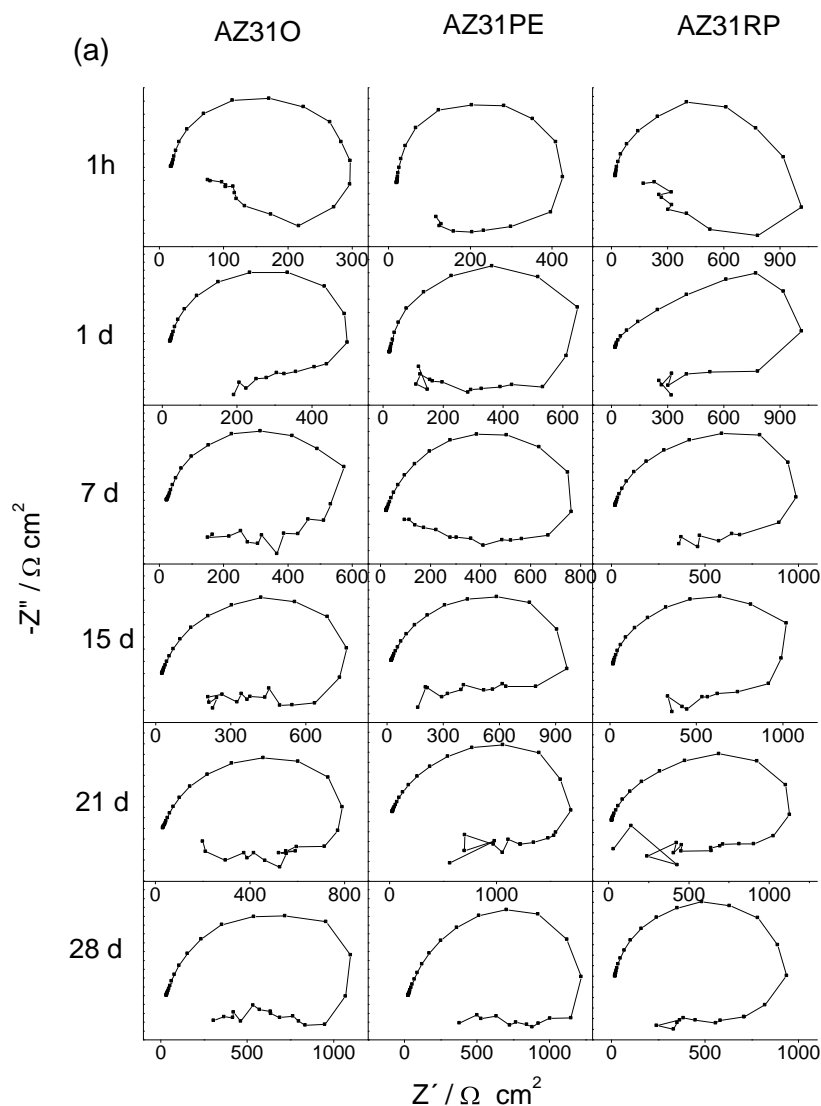 (a) AZ31O AZ31PE AZ31RP
1h
0 100 200 300 0 200 400 0 300 600 900
1 d
0 200 400 0 200 400 600 0 300 600 900
7 d
0 200 400 600 0 200 400 600 800 0 500 1000
15 d
0 300 600 0 300 600 900 0 500 1000
21 d
0 400 800 0 1000 0 500 1000
28 d
0 500 1000 0 500 1000 0 500 1000
-Z" / Ω cm²
Z´ / Ω cm²